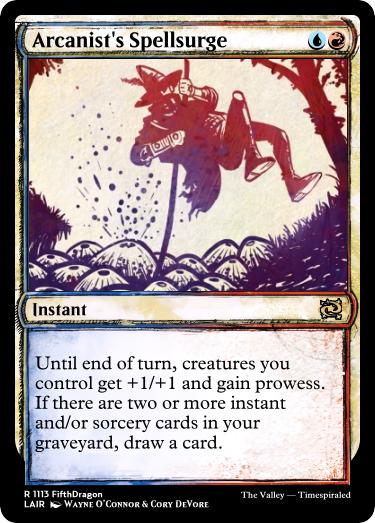 Arcanist's Spellsurge
Instant
Until end of turn, creatures you
control get +1/+1 and gain prowess.
If there are two or more instant
and/or sorcery cards in your
graveyard, draw a card.
R 1113 FifthDragon
The Valley — Timespiraled
LAIR Wayne O'Connor & Cory DeVore